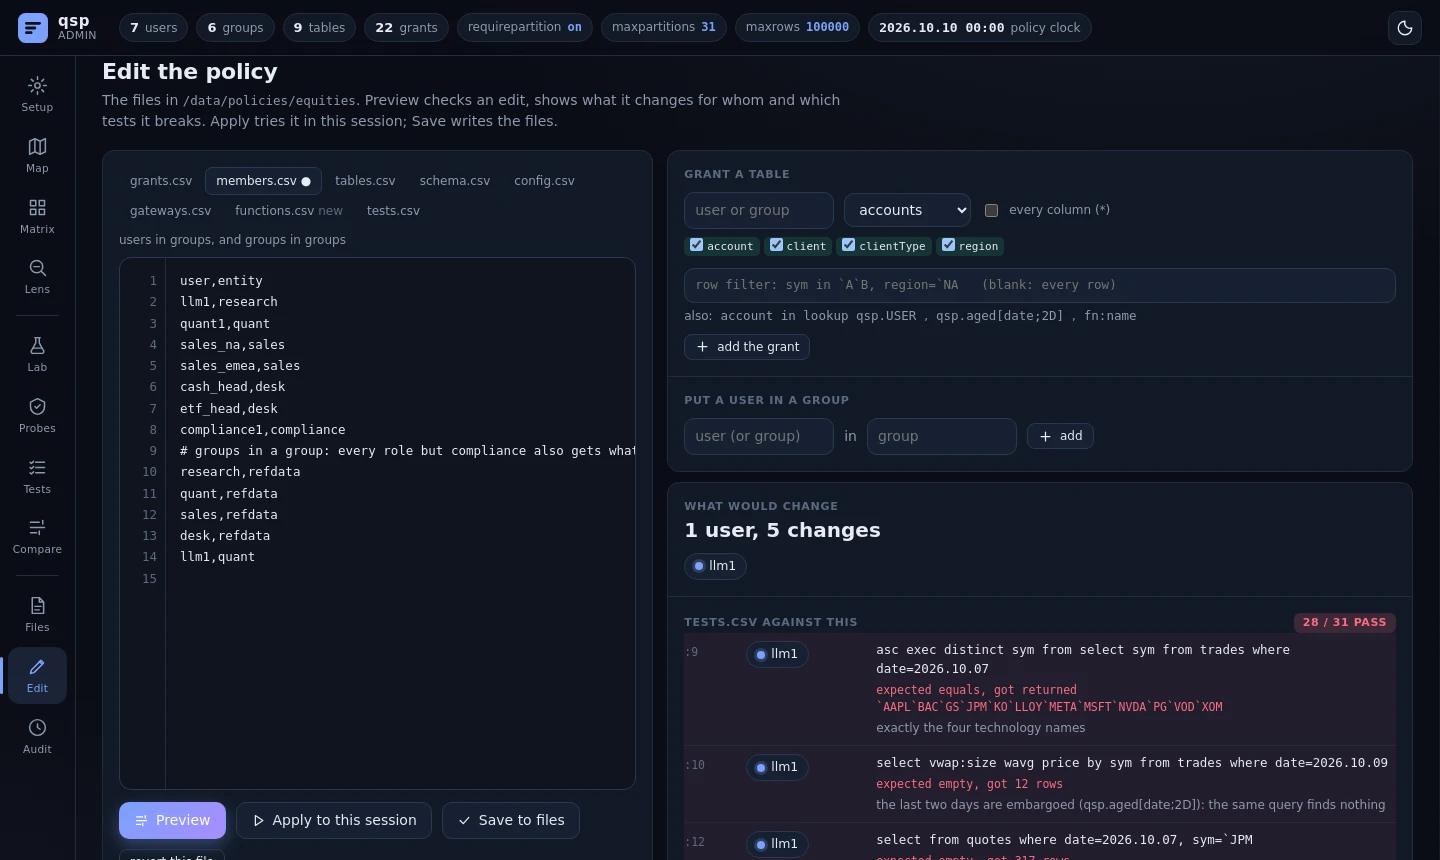 qsp
ADMIN
7 users
6 groups
9 tables
22 grants
requirepartition on
maxpartitions 31
maxrows 100000
2026.10.10 00:00 policy clock
Setup
Map
Matrix
Lens
Lab
Probes
Tests
Compare
Files
Edit
Audit
Edit the policy
The files in /data/policies/equities. Preview checks an edit, shows what it changes for whom and which
tests it breaks. Apply tries it in this session; Save writes the files.
grants.csv members.csv ● tables.csv schema.csv config.csv
gateways.csv functions.csv new tests.csv
users in groups, and groups in groups
1 user,entity
2 llm1,research
3 quant1,quant
4 sales_na,sales
5 sales_emea,sales
6 cash_head,desk
7 etf_head,desk
8 compliance1,compliance
9 # groups in a group: every role but compliance also gets what
10 research,refdata
11 quant,refdata
12 sales,refdata
13 desk,refdata
14 llm1,quant
15
Preview
Apply to this session
Save to files
revert this file
GRANT A TABLE
user or group accounts every column (*)
account client clientType region
row filter: sym in `A`B, region=`NA (blank: every row)
also: account in lookup qsp.USER , qsp.aged[date;2D] , fn:name
+ add the grant
PUT A USER IN A GROUP
user (or group) in group + add
WHAT WOULD CHANGE
1 user, 5 changes
llm1
TESTS.CSV AGAINST THIS 28 / 31 PASS
:9 llm1 asc exec distinct sym from select sym from trades where
date=2026.10.07
expected equals, got returned
`AAPL`BAC`GS`JPM`KO`LLOY`META`MSFT`NVDA`PG`VOD`XOM
exactly the four technology names
:10 llm1 select vwap:size wavg price by sym from trades where date=2026.10.09
expected empty, got 12 rows
the last two days are embargoed (qsp.aged[date;2D]): the same query finds nothing
:12 llm1 select from quotes where date=2026.10.07, sym=`JPM
expected empty, got 317 rows